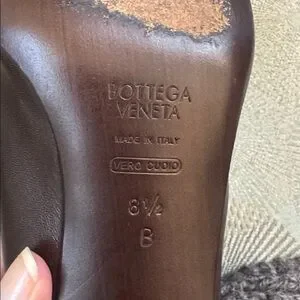 BOTTEGA
VENETA
MADE IN ITALY
VERO CUOIO
8½
B